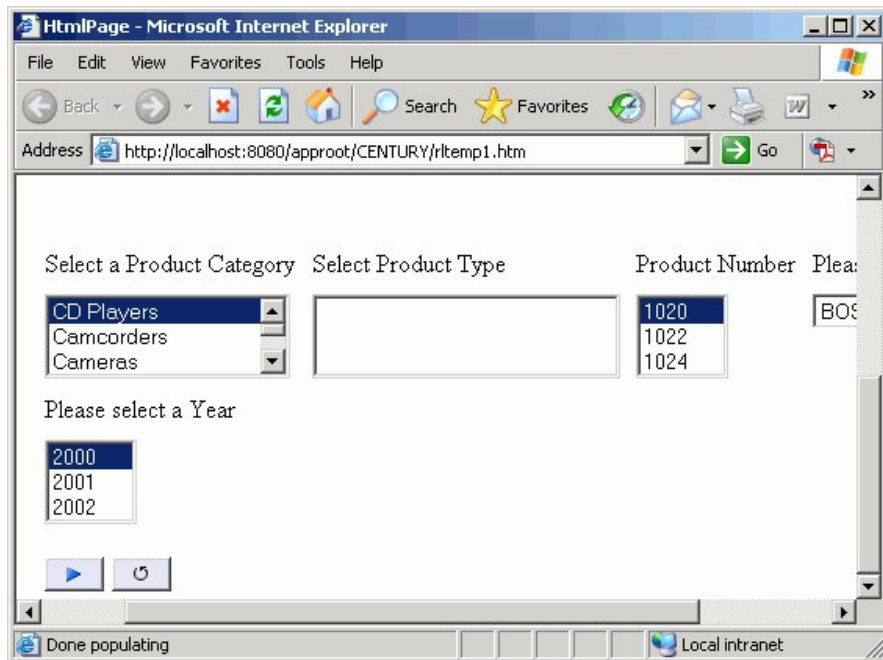 HtmlPage - Microsoft Internet Explorer
File Edit View Favorites Tools Help
Back Search Favorites »
Address http://localhost:8080/approot/CENTURY/rltemp1.htm Go
Select a Product Category Select Product Type Product Number Pleas
CD Players 1020 BOS
Camcorders 1022
Cameras 1024
Please select a Year
2000
2001
2002
Done populating Local intranet